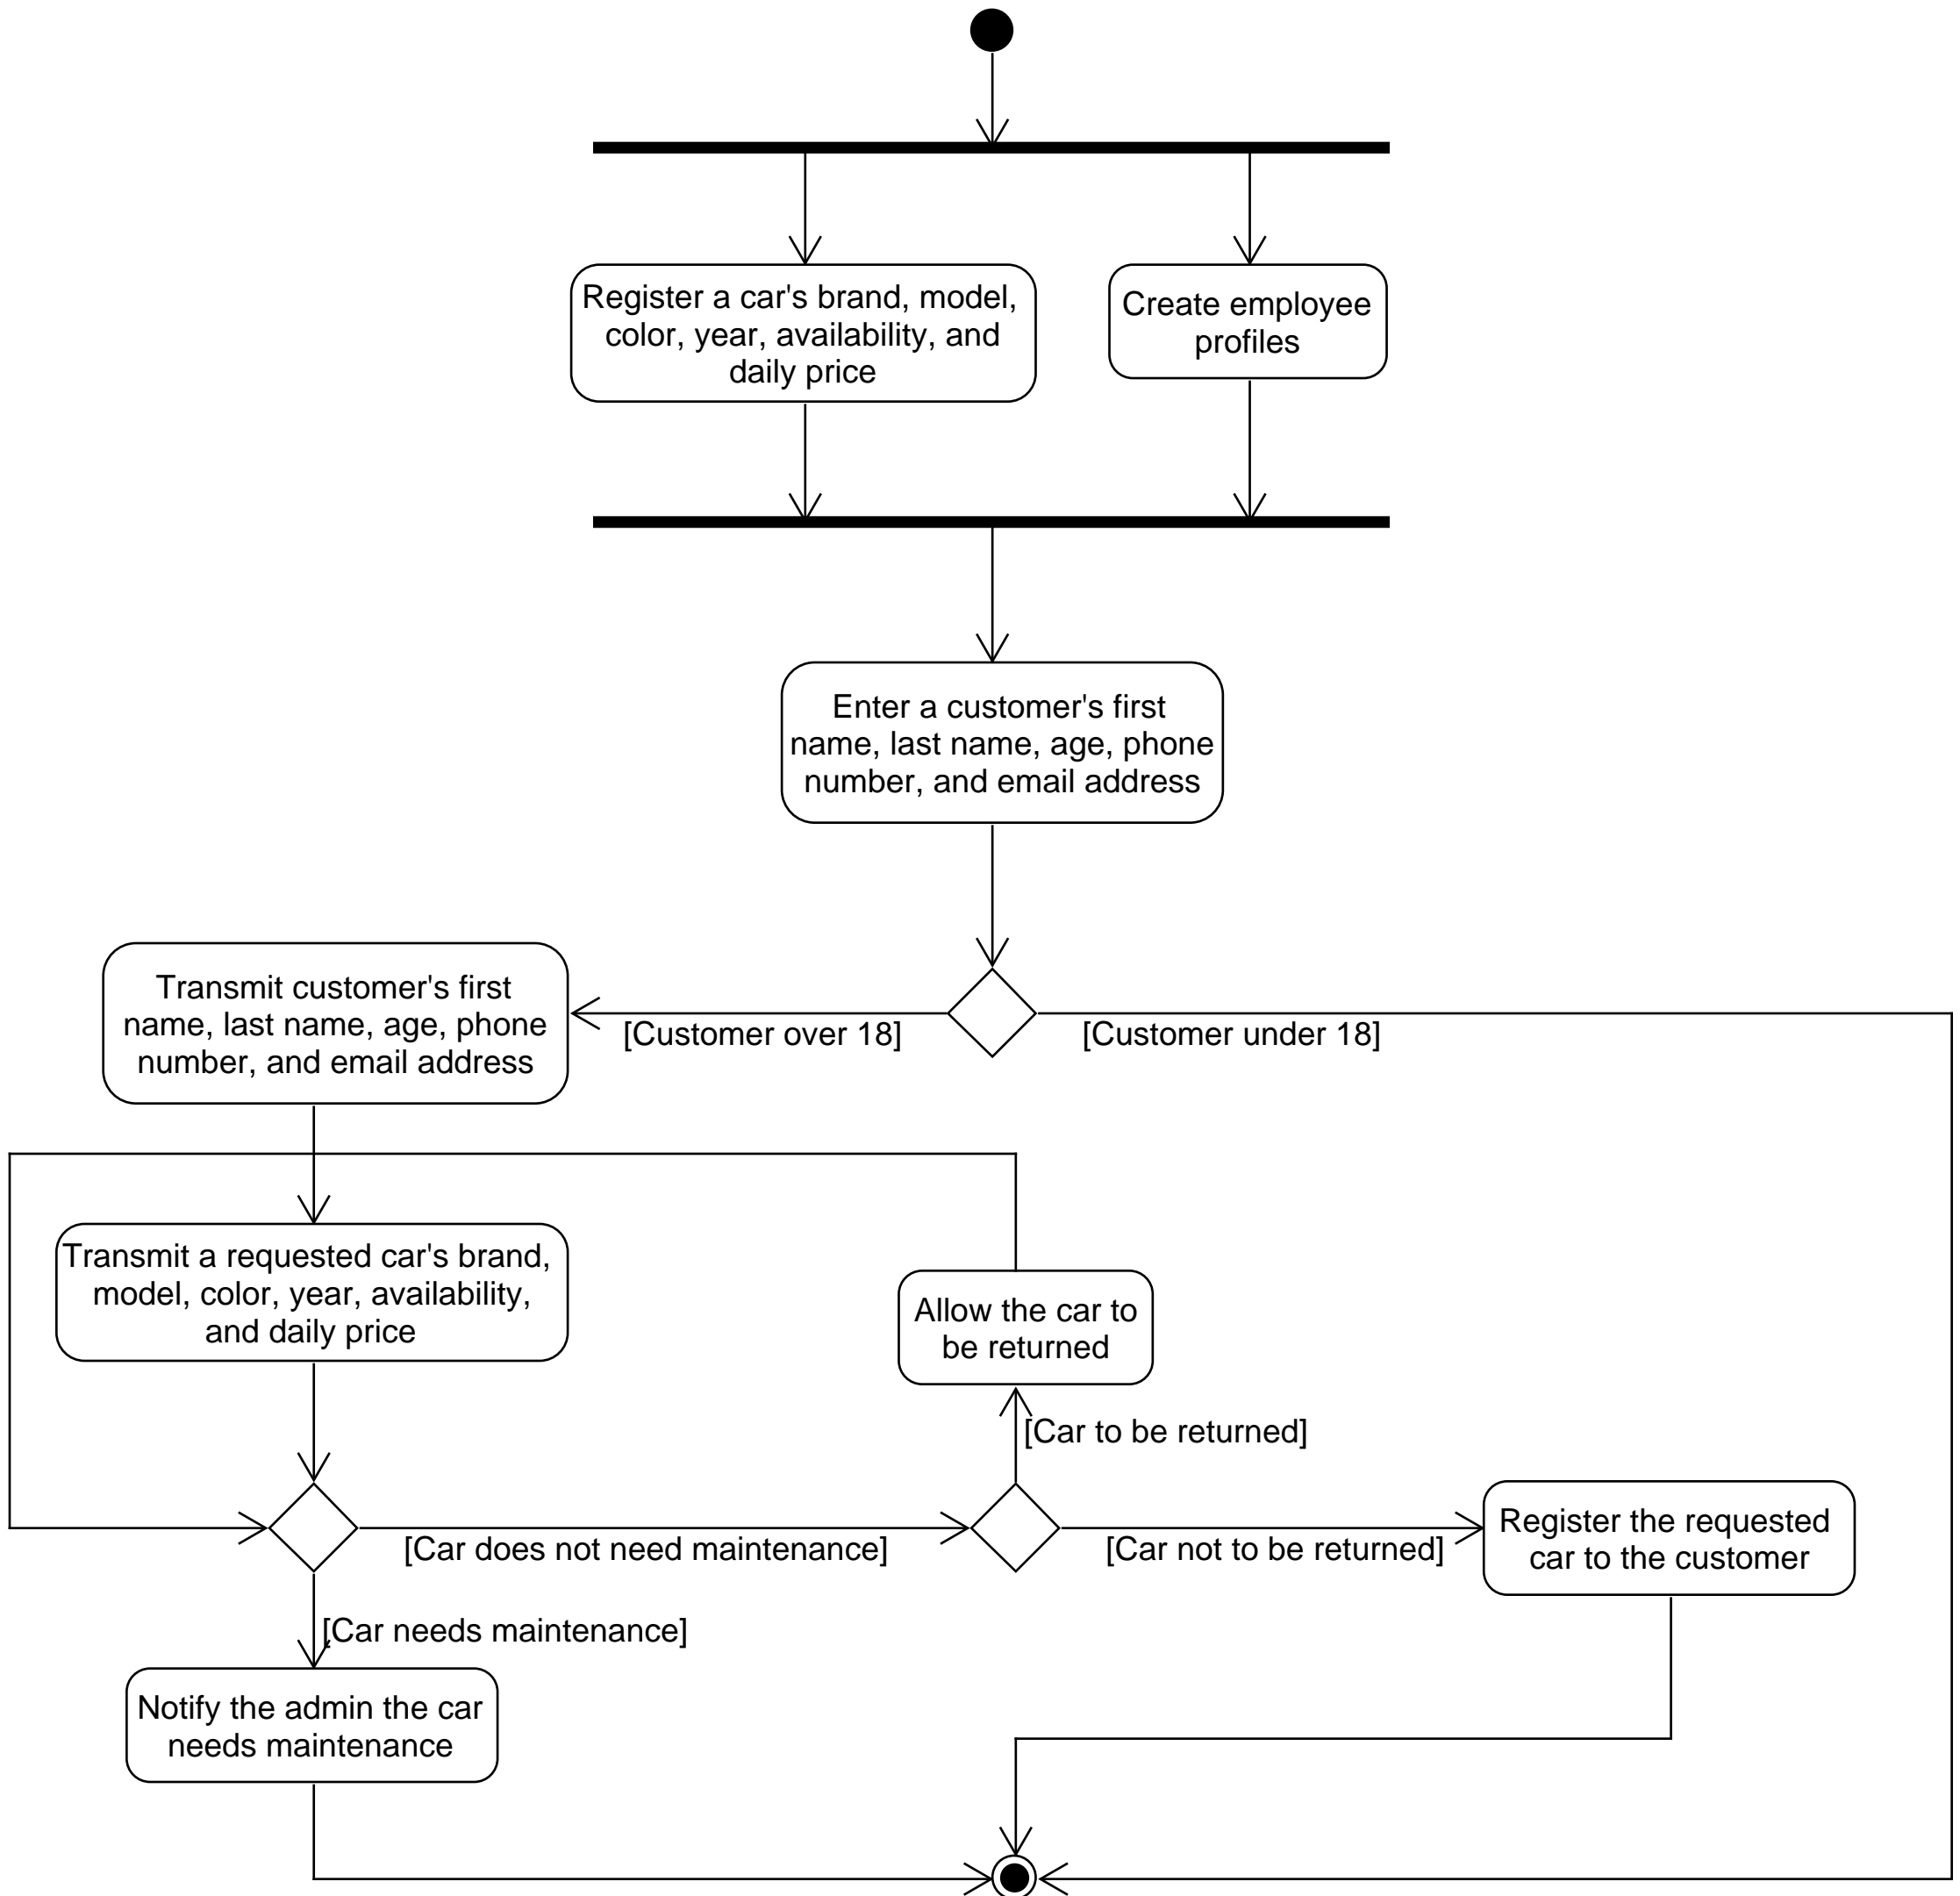 Register a car's brand, model,
color, year, availability, and
daily price
Create employee
profiles
Enter a customer's first
name, last name, age, phone
number, and email address
Transmit customer's first
name, last name, age, phone
number, and email address
[Customer over 18]
[Customer under 18]
Transmit a requested car's brand,
model, color, year, availability,
and daily price
Allow the car to
be returned
[Car to be returned]
[Car does not need maintenance]
[Car not to be returned]
Register the requested
car to the customer
[Car needs maintenance]
Notify the admin the car
needs maintenance